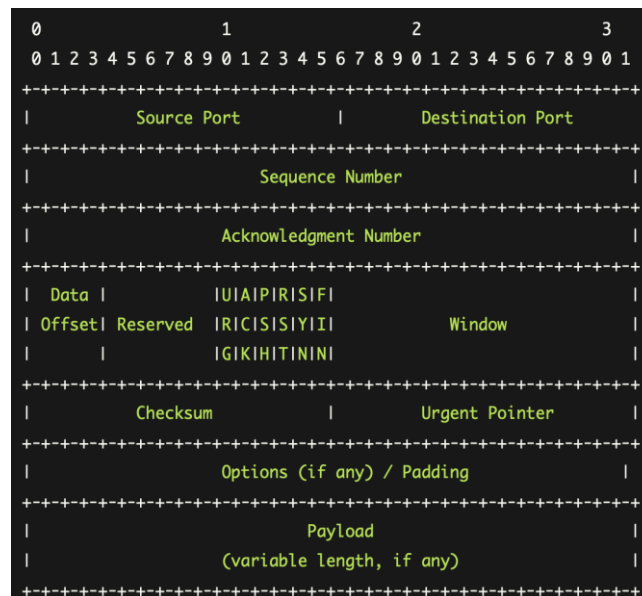 0                   1                   2                   3
0 1 2 3 4 5 6 7 8 9 0 1 2 3 4 5 6 7 8 9 0 1 2 3 4 5 6 7 8 9 0 1
+-+-+-+-+-+-+-+-+-+-+-+-+-+-+-+-+-+-+-+-+-+-+-+-+-+-+-+-+-+-+-+-+
|           Source Port          |        Destination Port
+-+-+-+-+-+-+-+-+-+-+-+-+-+-+-+-+-+-+-+-+-+-+-+-+-+-+-+-+-+-+-+-+
|                        Sequence Number                        |
+-+-+-+-+-+-+-+-+-+-+-+-+-+-+-+-+-+-+-+-+-+-+-+-+-+-+-+-+-+-+-+-+
|                    Acknowledgment Number                      |
+-+-+-+-+-+-+-+-+-+-+-+-+-+-+-+-+-+-+-+-+-+-+-+-+-+-+-+-+-+-+-+-+
|  Data |           |U|A|P|R|S|F|                               |
| Offset| Reserved  |R|C|S|S|Y|I|            Window             |
|       |           |G|K|H|T|N|N|                               |
+-+-+-+-+-+-+-+-+-+-+-+-+-+-+-+-+-+-+-+-+-+-+-+-+-+-+-+-+-+-+-+-+
|           Checksum            |         Urgent Pointer        |
+-+-+-+-+-+-+-+-+-+-+-+-+-+-+-+-+-+-+-+-+-+-+-+-+-+-+-+-+-+-+-+-+
|                    Options (if any) / Padding                |
+-+-+-+-+-+-+-+-+-+-+-+-+-+-+-+-+-+-+-+-+-+-+-+-+-+-+-+-+-+-+-+-+
|                             Payload                           |
|                    (variable length, if any)                  |
+-+-+-+-+-+-+-+-+-+-+-+-+-+-+-+-+-+-+-+-+-+-+-+-+-+-+-+-+-+-+-+-+